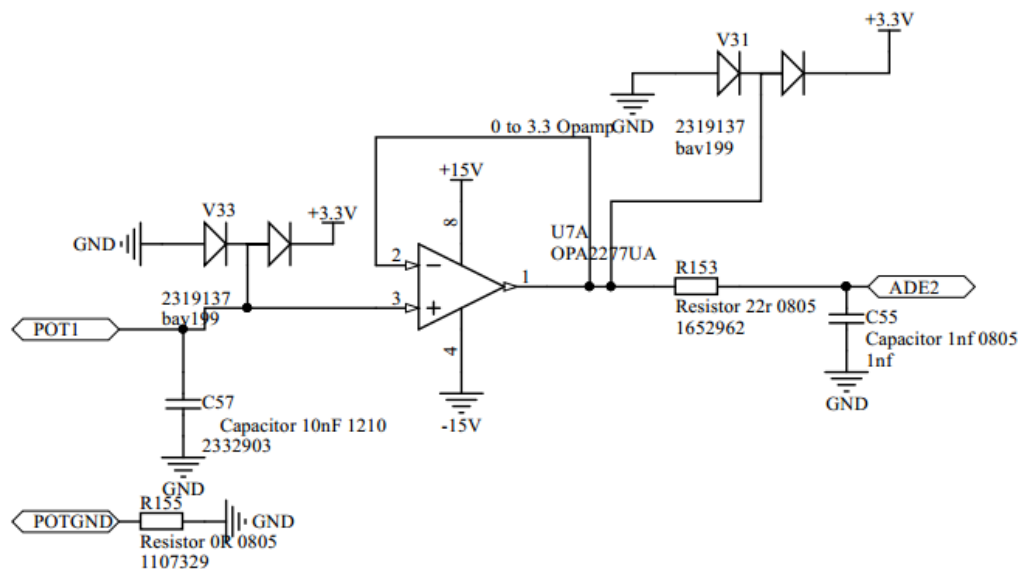 +3.3V
V31
GND
2319137
bav199
0 to 3.3 Opamp
+15V
8
V33
+3.3V
GND
2319137
bav199
U7A
OPA2277UA
2
1
3
4
-15V
R153
Resistor 22r 0805
1652962
ADE2
C55
Capacitor 1nf 0805
1nf
GND
POT1
C57
Capacitor 10nF 1210
2332903
GND
R155
POTGND
GND
Resistor 0R 0805
1107329